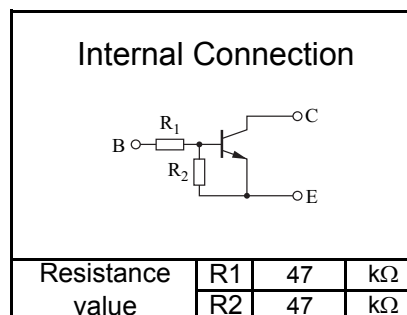 Internal Connection
C
R1
B
R2
E
Resistance value R1 47 kΩ
R2 47 kΩ